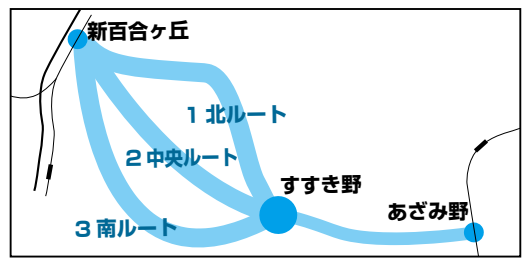 新百合ヶ丘
1 北ルート
2 中央ルート
すすき野
あざみ野
3 南ルート